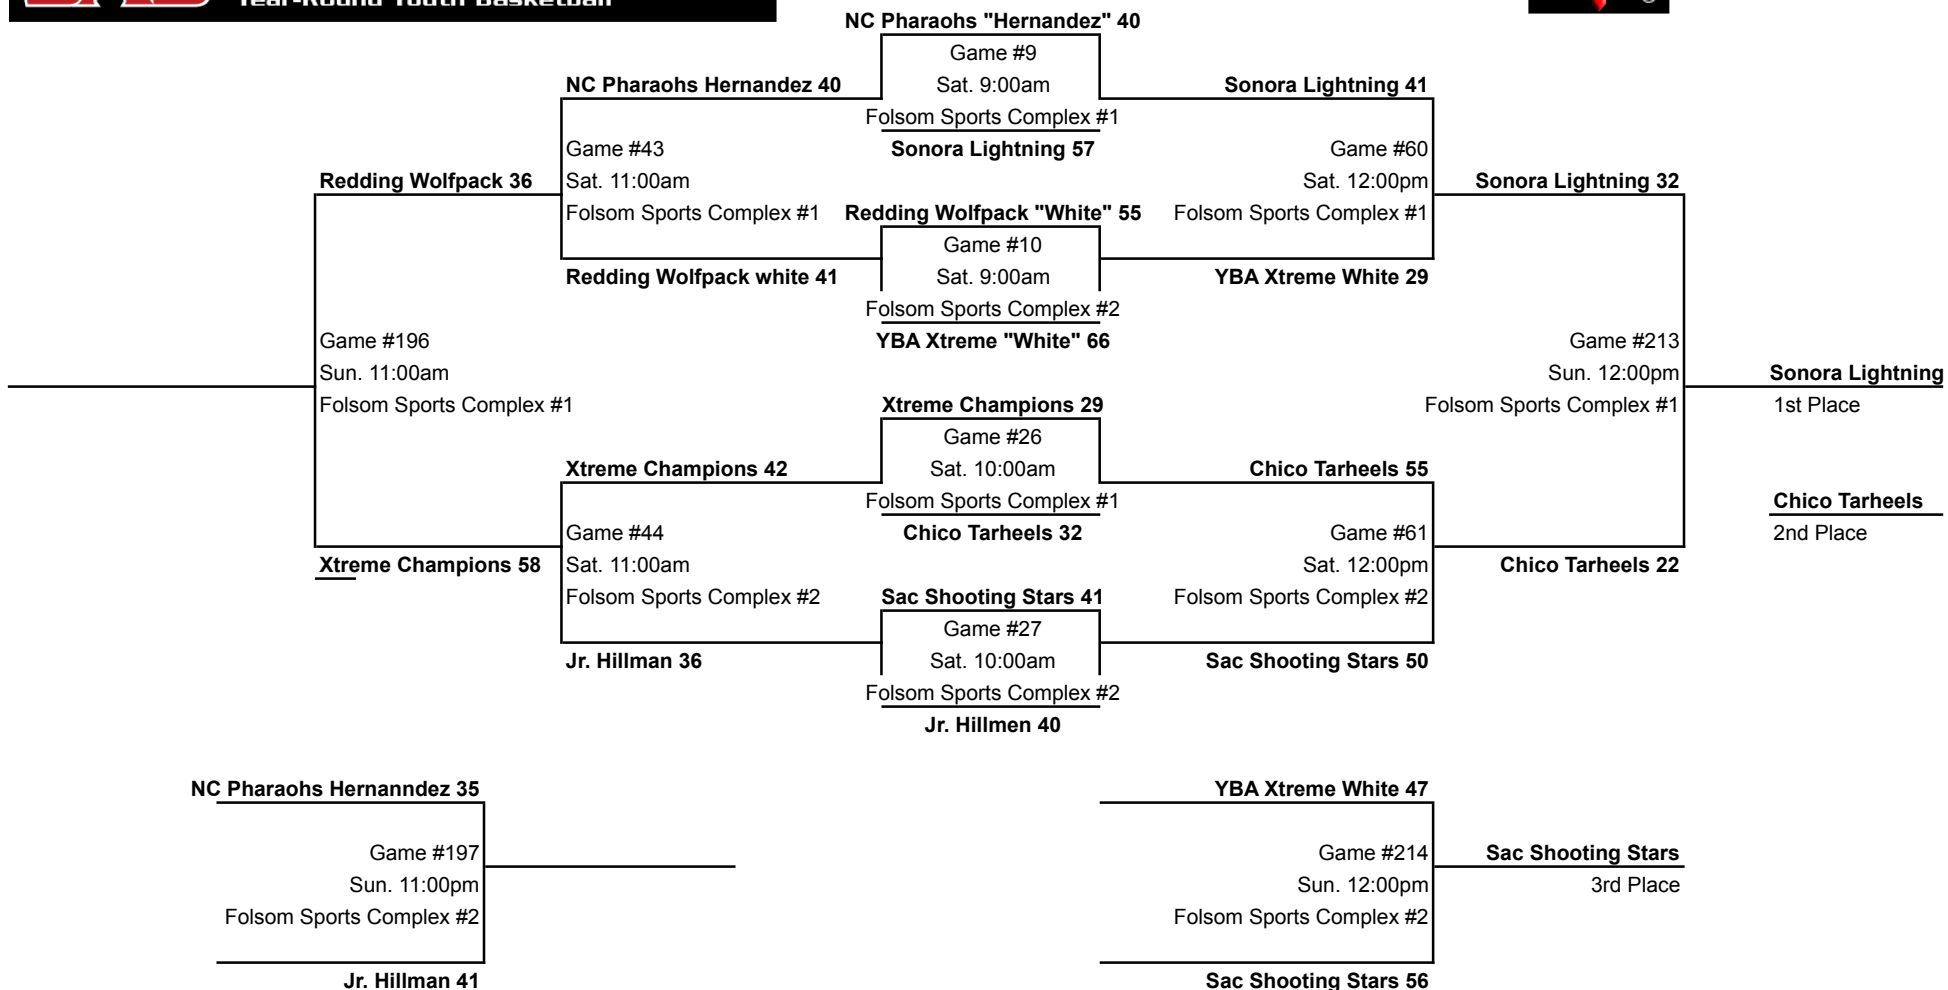 Year-Round Youth Basketball
NC Pharaohs "Hernandez" 40
Game #9
NC Pharaohs Hernandez 40
Sat. 9:00am
Sonora Lightning 41
Folsom Sports Complex #1
Game #43
Sonora Lightning 57
Game #60
Redding Wolfpack 36
Sat. 11:00am
Sat. 12:00pm
Sonora Lightning 32
Folsom Sports Complex #1
Redding Wolfpack "White" 55
Folsom Sports Complex #1
Game #10
Redding Wolfpack white 41
Sat. 9:00am
YBA Xtreme White 29
Folsom Sports Complex #2
Game #196
YBA Xtreme "White" 66
Game #213
Sun. 11:00am
Sun. 12:00pm
Sonora Lightning
Folsom Sports Complex #1
Xtreme Champions 29
Folsom Sports Complex #1
1st Place
Game #26
Xtreme Champions 42
Sat. 10:00am
Chico Tarheels 55
Folsom Sports Complex #1
Chico Tarheels
Game #44
Chico Tarheels 32
Game #61
2nd Place
Xtreme Champions 58
Sat. 11:00am
Sat. 12:00pm
Chico Tarheels 22
Folsom Sports Complex #2
Sac Shooting Stars 41
Folsom Sports Complex #2
Game #27
Jr. Hillman 36
Sat. 10:00am
Sac Shooting Stars 50
Folsom Sports Complex #2
Jr. Hillmen 40
NC Pharaohs Hernanndez 35
YBA Xtreme White 47
Game #197
Game #214
Sac Shooting Stars
Sun. 11:00pm
Sun. 12:00pm
3rd Place
Folsom Sports Complex #2
Folsom Sports Complex #2
Jr. Hillman 41
Sac Shooting Stars 56